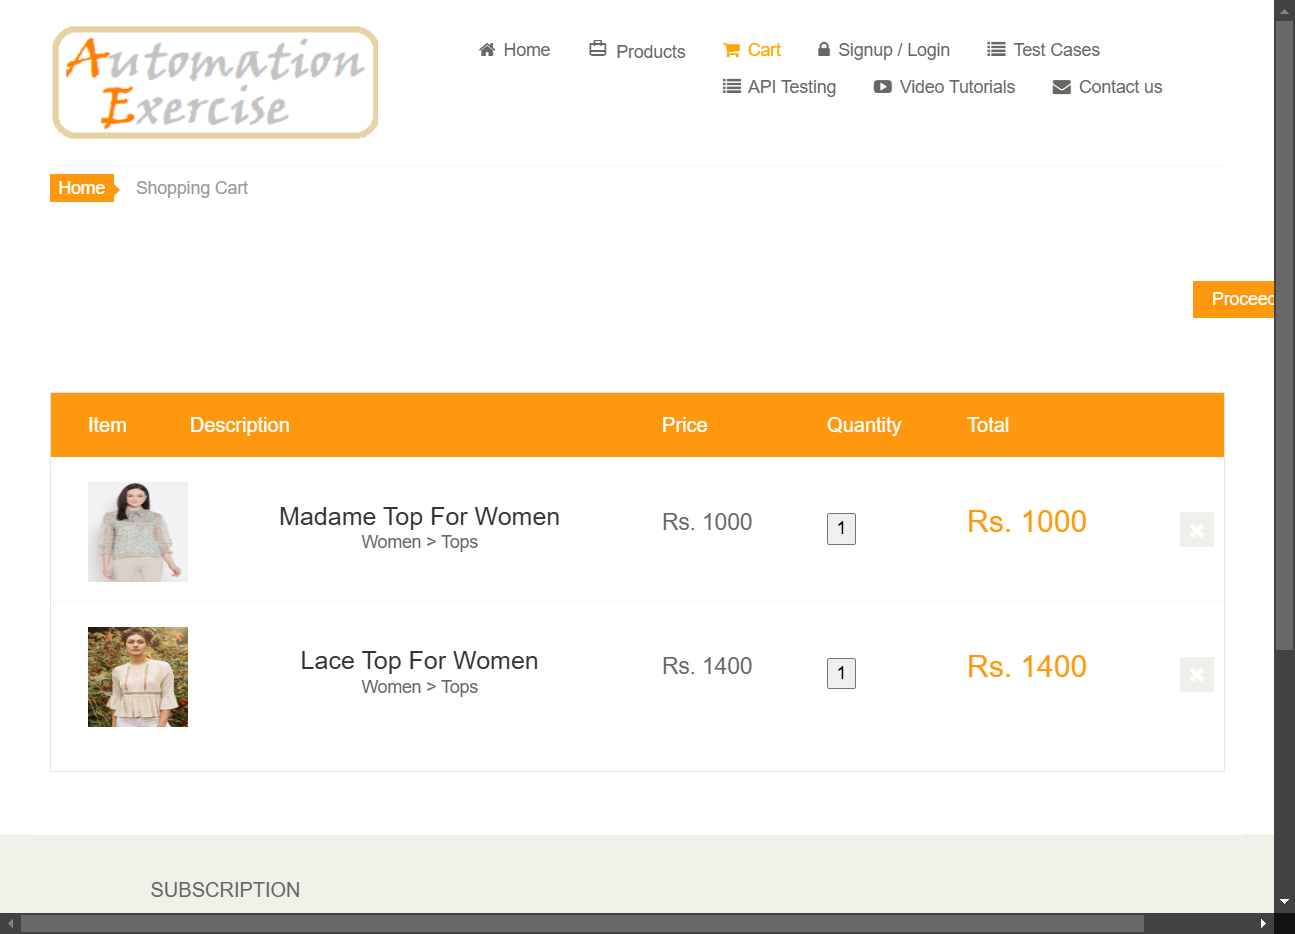 Automation
Exercise
Home
Products
Cart
Signup / Login
Test Cases
API Testing
Video Tutorials
Contact us
Home
Shopping Cart
Proceed
Item Description Price Quantity Total
Madame Top For Women
Women > Tops
Rs. 1000
1
Rs. 1000
Lace Top For Women
Women > Tops
Rs. 1400
1
Rs. 1400
SUBSCRIPTION